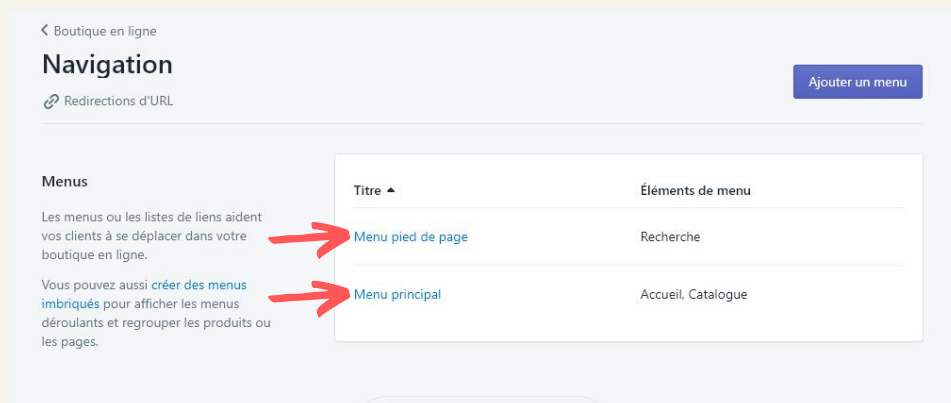 Boutique en ligne
Navigation
Redirections d'URL
Ajouter un menu
Menus
Les menus ou les listes de liens aident
vos clients à se déplacer dans votre
boutique en ligne.
Vous pouvez aussi créer des menus
imbriqués pour afficher les menus
déroulants et regrouper les produits ou
les pages.
Titre Éléments de menu
Menu pied de page Recherche
Menu principal Accueil, Catalogue